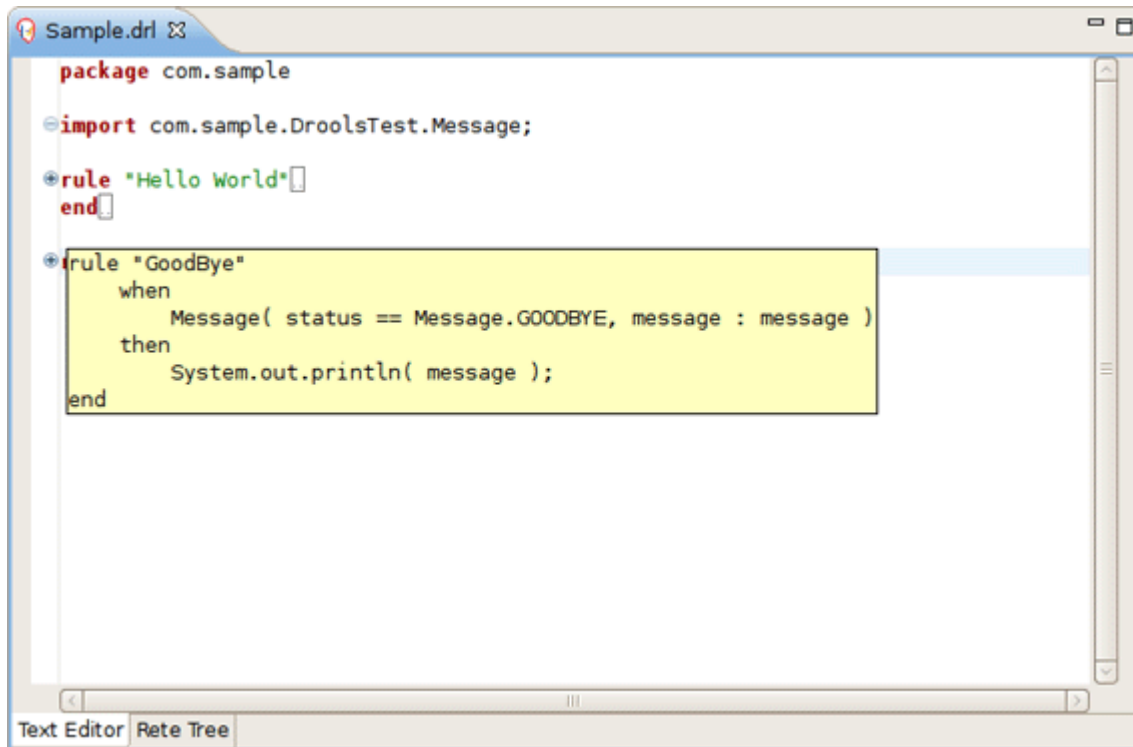 Sample.drl
package com.sample
import com.sample.DroolsTest.Message;
rule "Hello World"
end
rule "GoodBye"
when
Message( status == Message.GOODBYE, message : message )
then
System.out.println( message );
end
Text Editor Rete Tree